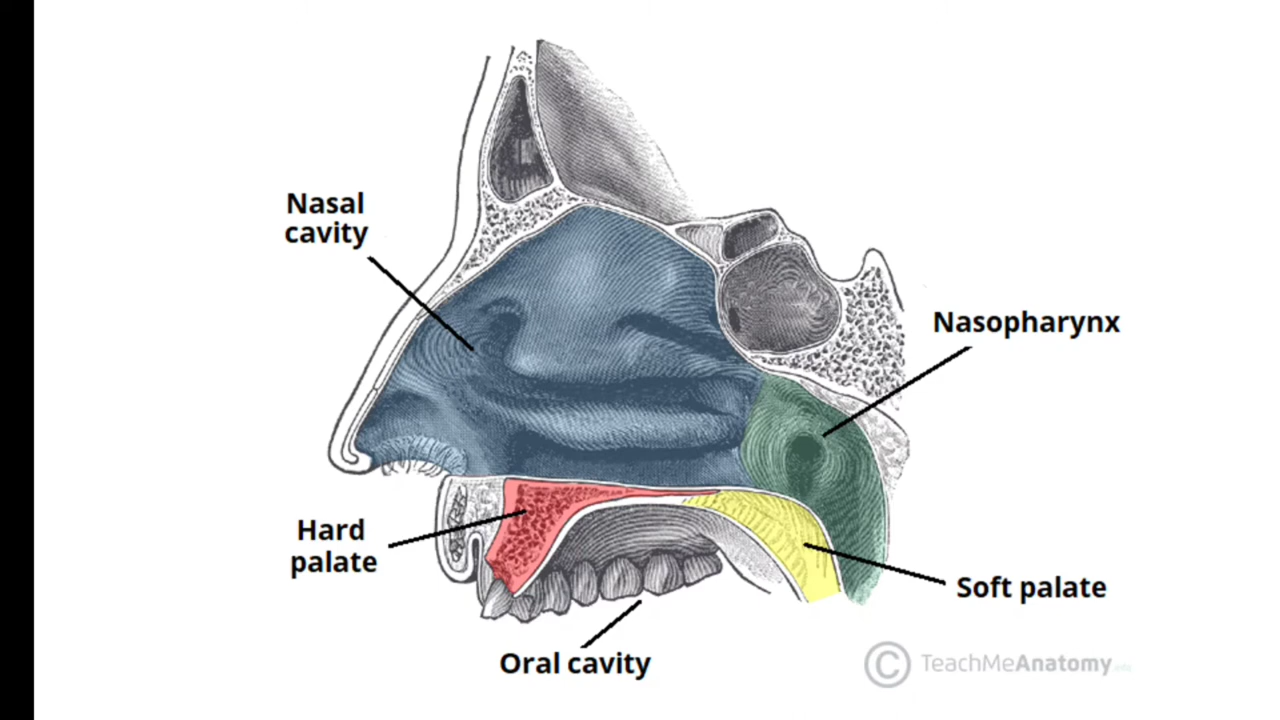 Nasal
cavity
Nasopharynx
Hard
palate
Soft palate
Oral cavity
© TeachMeAnatomy